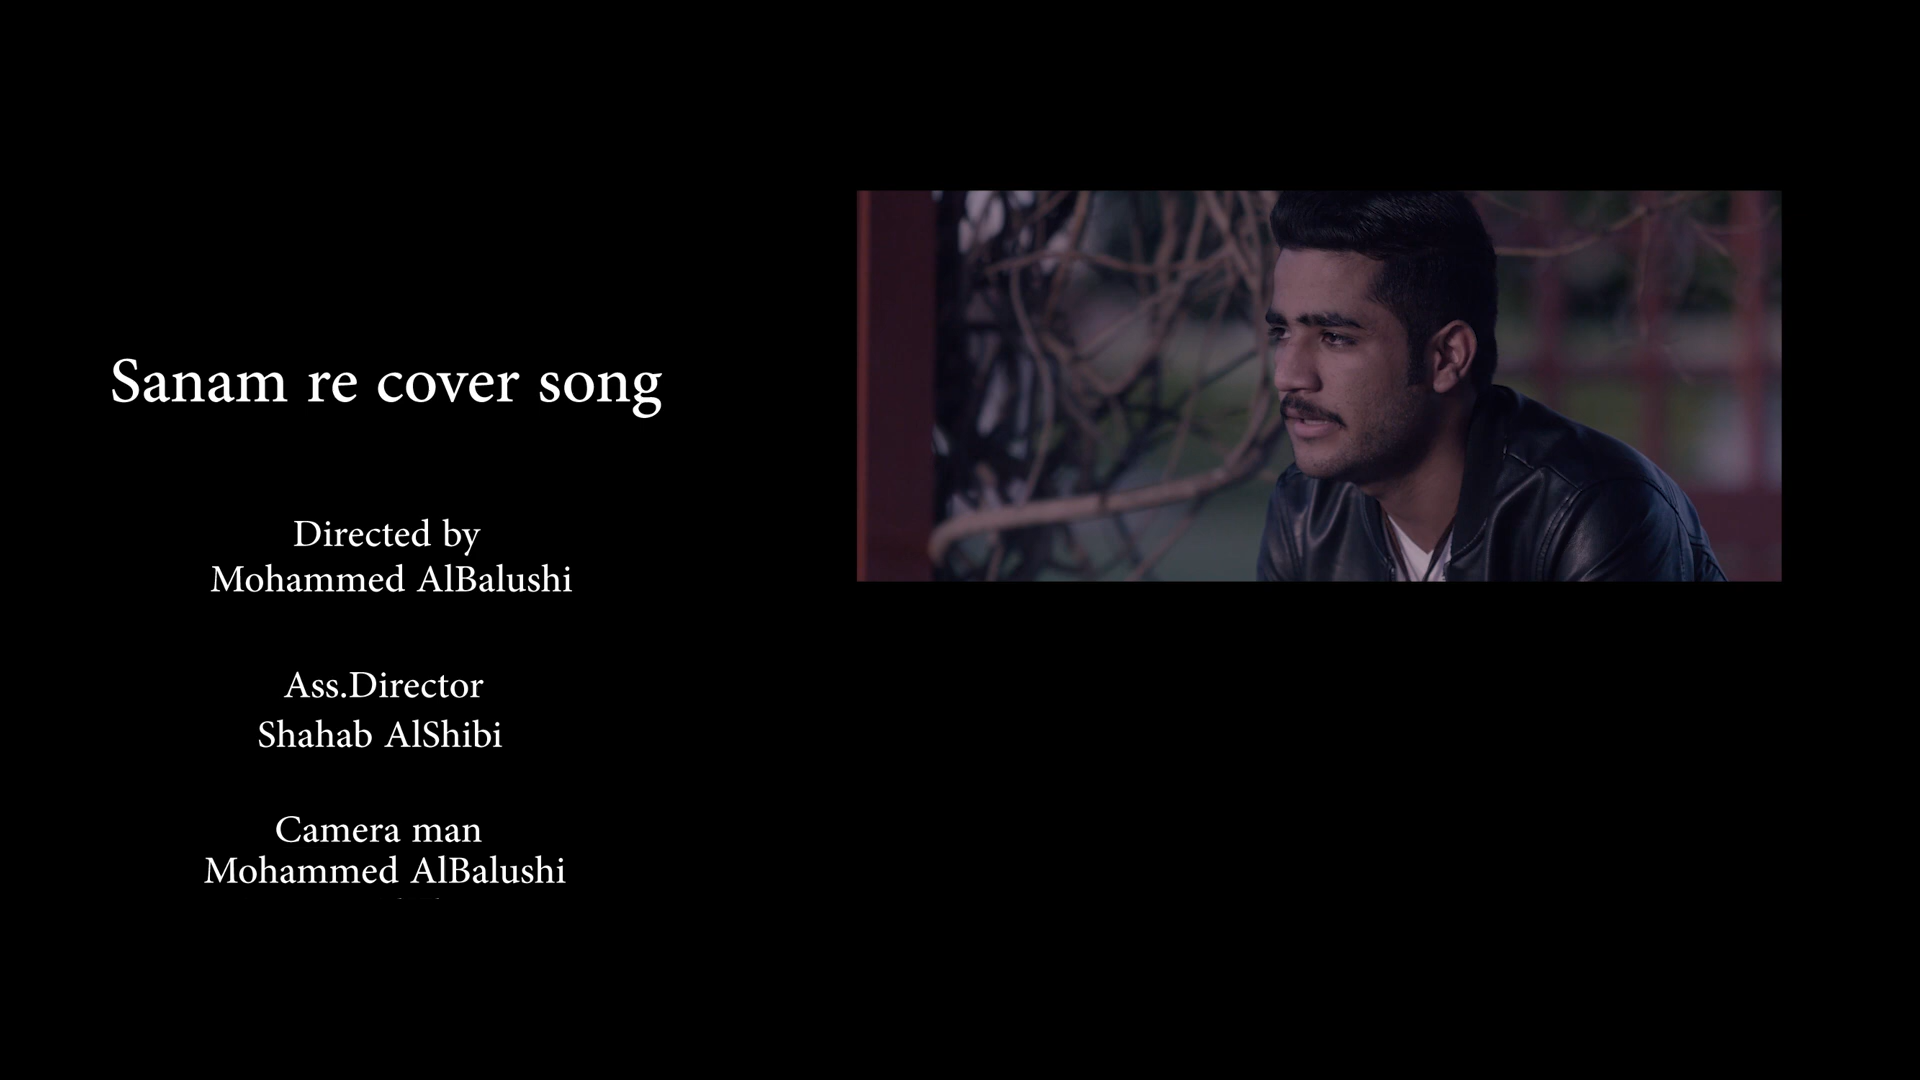 Sanam re cover song
Directed by
Mohammed AlBalushi
Ass.Director
Shahab AlShibi
Camera man
Mohammed AlBalushi